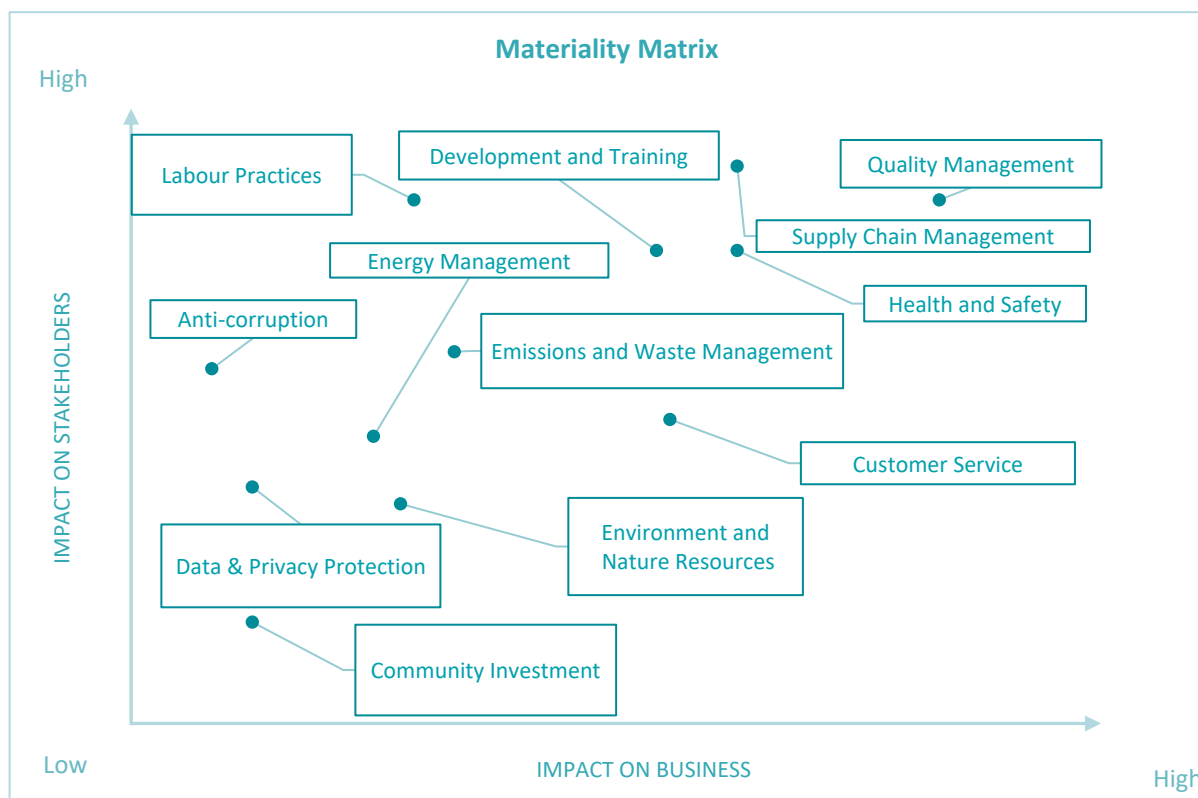 Materiality Matrix
High
Development and Training
Quality Management
Labour Practices
Supply Chain Management
Energy Management
Health and Safety
Anti-corruption
Emissions and Waste Management
IMPACT ON STAKEHOLDERS
Customer Service
Environment and
Nature Resources
Data & Privacy Protection
Community Investment
Low
IMPACT ON BUSINESS
High